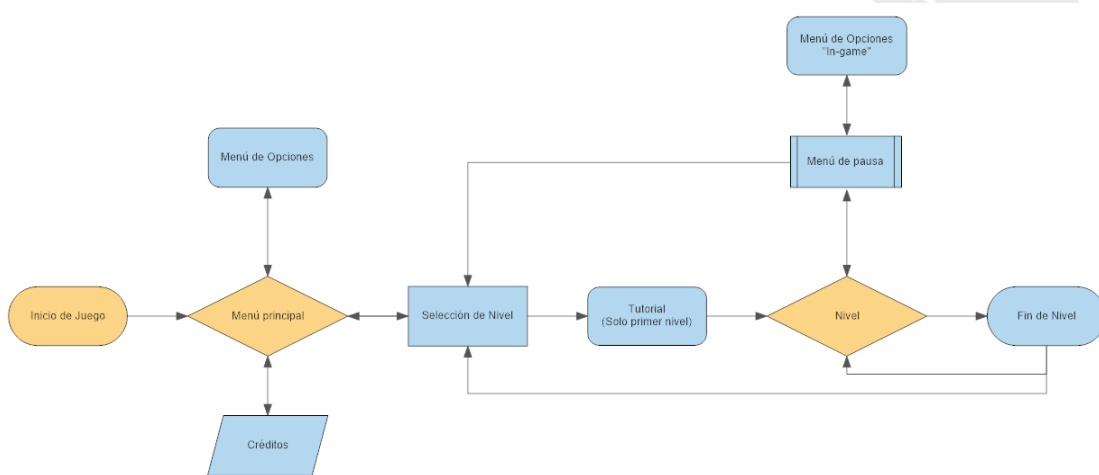 Menú de Opciones
"In-game"
Menú de Opciones
Menú de pausa
Inicio de Juego
Menú principal
Selección de Nivel
Tutorial
(Solo primer nivel)
Nivel
Fin de Nivel
Créditos